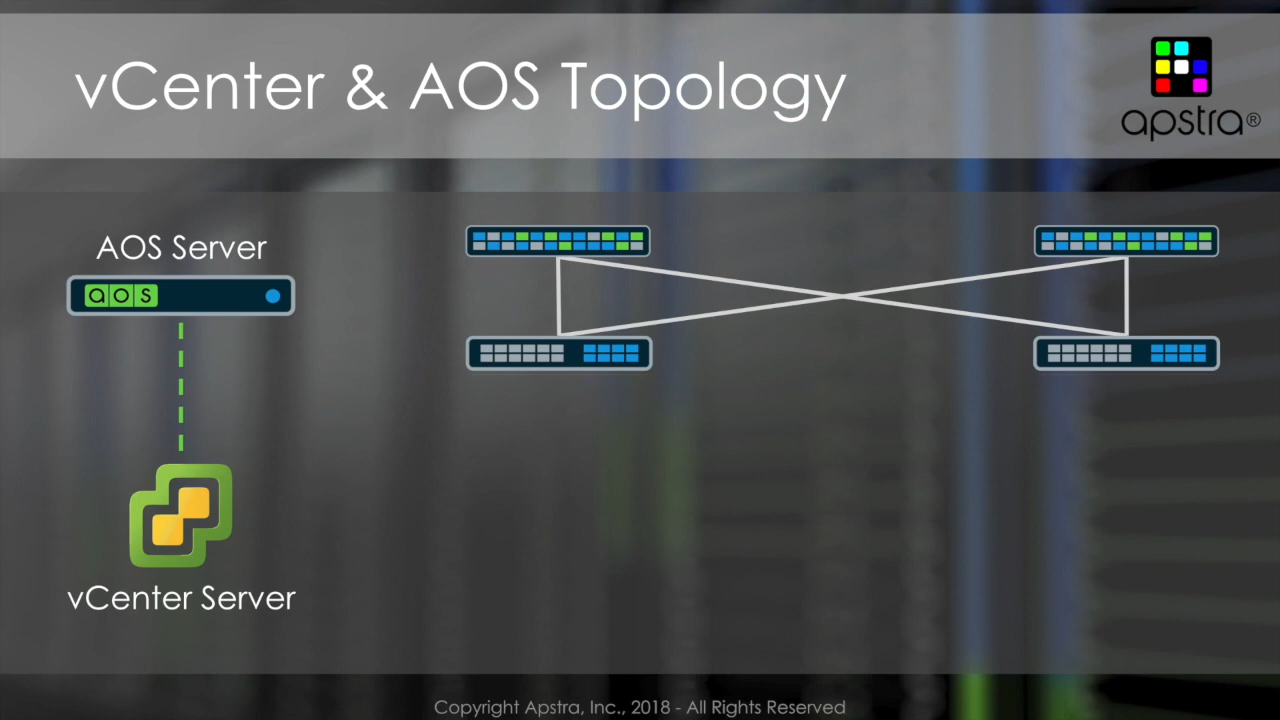 vCenter & AOS Topology
apstra®
AOS Server
aos
vCenter Server
Copyright Apstra, Inc., 2018 - All Rights Reserved